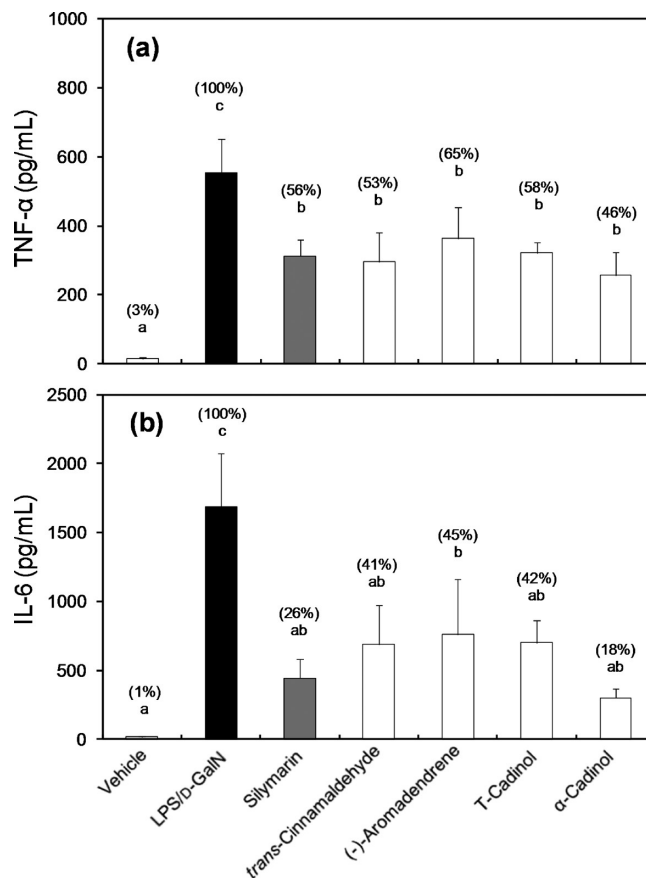 (a)
TNF-α (pg/mL)
1000
800
600
400
200
0
(3%)
a
(100%)
c
(56%)
b
(53%)
b
(65%)
b
(58%)
b
(46%)
b
(b)
IL-6 (pg/mL)
2500
2000
1500
1000
500
0
(1%)
a
(100%)
c
(26%)
ab
(41%)
ab
(45%)
b
(42%)
ab
(18%)
ab
Vehicle
LPS/D-GalN
Silymarin
trans-Cinnamaldehyde
(-)-Aromadendrene
T-Cadinol
α-Cadinol